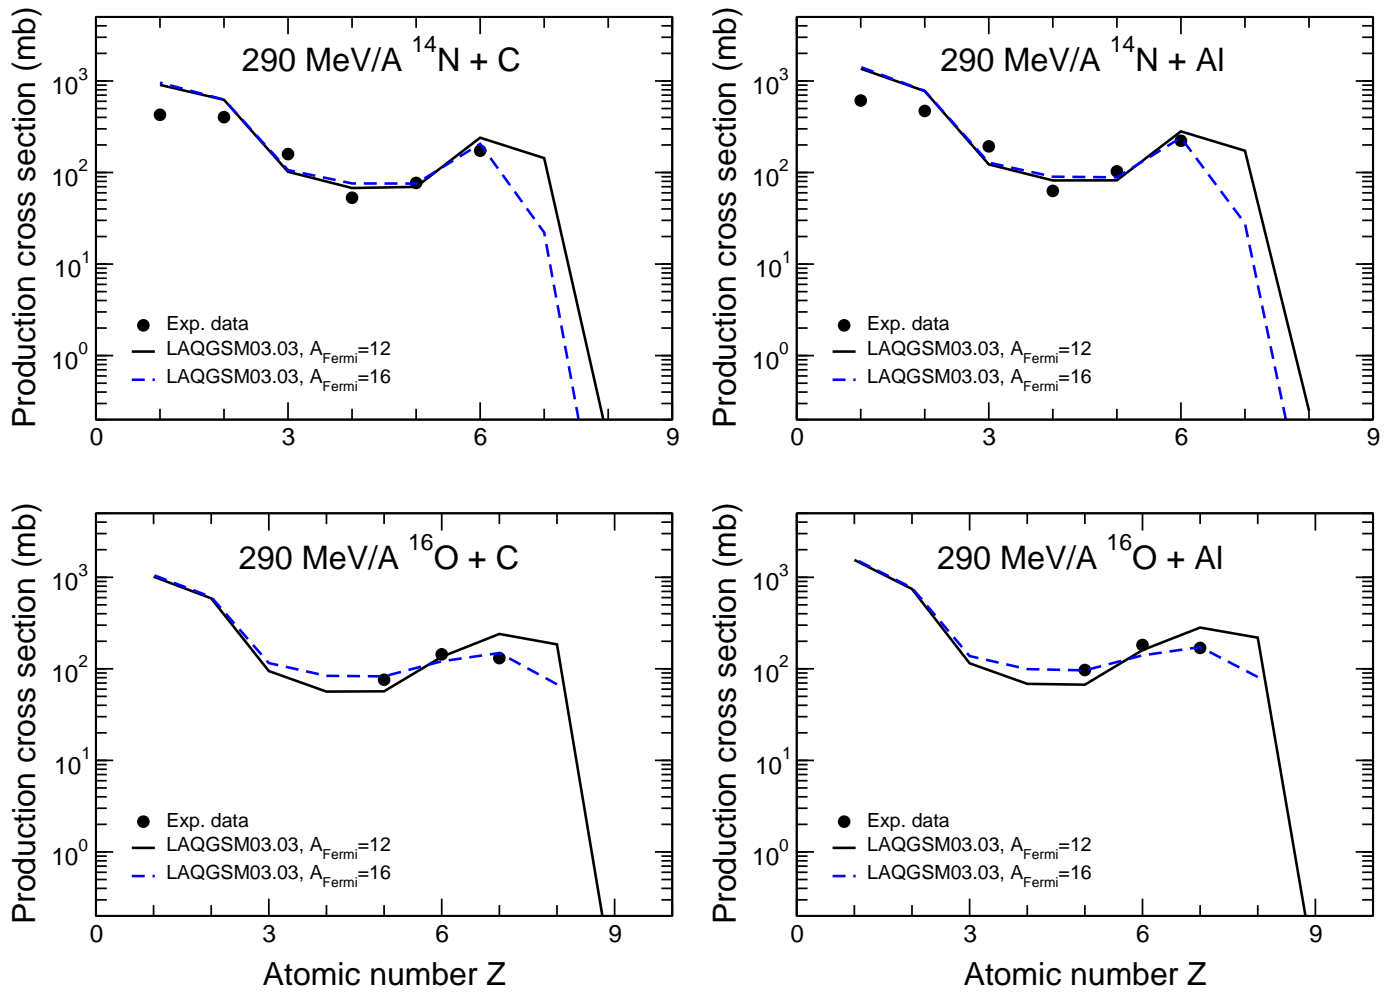 290 MeV/A ¹⁴N + C
Production cross section (mb)
10³
10²
10¹
10⁰
Exp. data
LAQGSM03.03, A_Fermi=12
LAQGSM03.03, A_Fermi=16
0 3 6 9
290 MeV/A ¹⁴N + Al
Production cross section (mb)
10³
10²
10¹
10⁰
Exp. data
LAQGSM03.03, A_Fermi=12
LAQGSM03.03, A_Fermi=16
0 3 6 9
290 MeV/A ¹⁶O + C
Production cross section (mb)
10³
10²
10¹
10⁰
Exp. data
LAQGSM03.03, A_Fermi=12
LAQGSM03.03, A_Fermi=16
0 3 6 9
Atomic number Z
290 MeV/A ¹⁶O + Al
Production cross section (mb)
10³
10²
10¹
10⁰
Exp. data
LAQGSM03.03, A_Fermi=12
LAQGSM03.03, A_Fermi=16
0 3 6 9
Atomic number Z